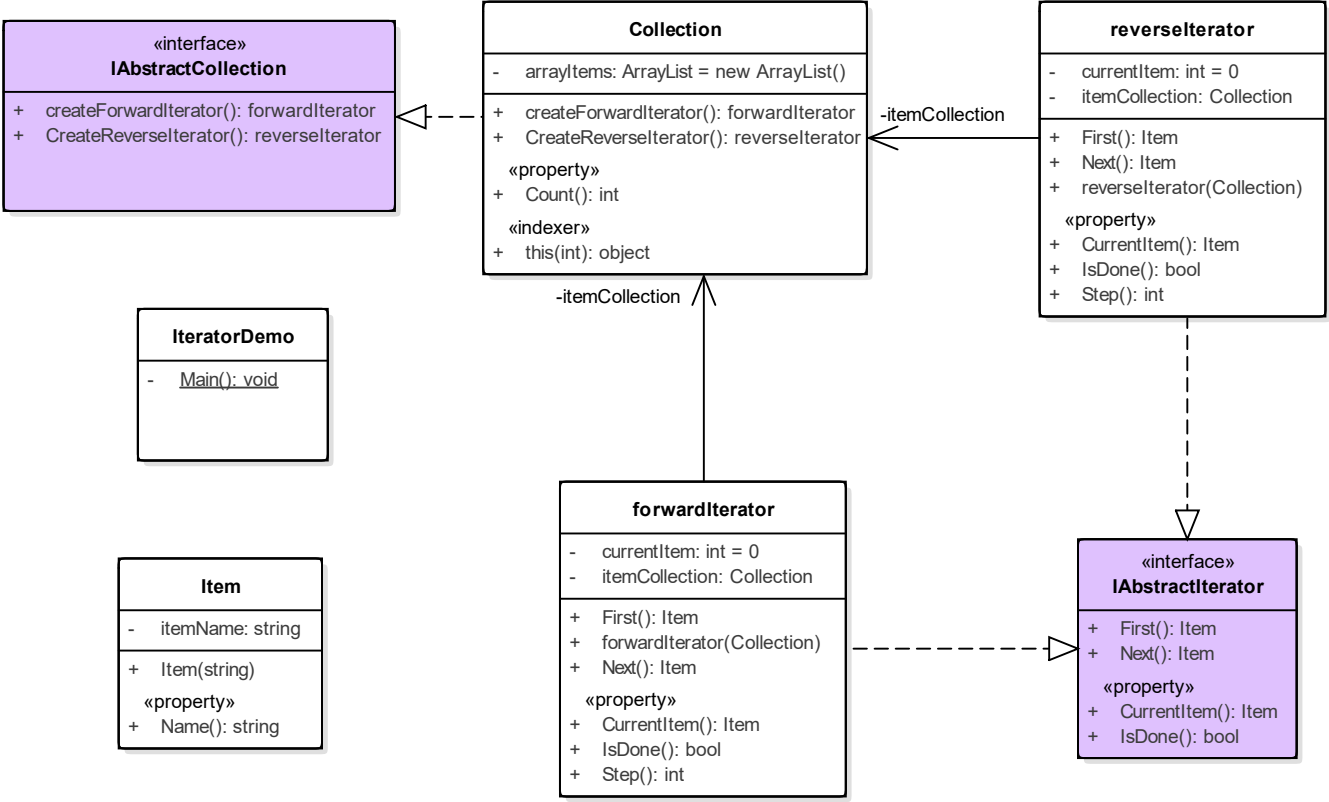 «interface»
IAbstractCollection
+ createForwardIterator(): forwardIterator
+ CreateReverseIterator(): reverseIterator
Collection
- arrayItems: ArrayList = new ArrayList()
+ createForwardIterator(): forwardIterator
+ CreateReverseIterator(): reverseIterator
«property»
+ Count(): int
«indexer»
+ this(int): object
reverseIterator
- currentItem: int = 0
- itemCollection: Collection
+ First(): Item
+ Next(): Item
+ reverseIterator(Collection)
«property»
+ CurrentItem(): Item
+ IsDone(): bool
+ Step(): int
-itemCollection
-itemCollection
IteratorDemo
- Main(): void
Item
- itemName: string
+ Item(string)
«property»
+ Name(): string
forwardIterator
- currentItem: int = 0
- itemCollection: Collection
+ First(): Item
+ forwardIterator(Collection)
+ Next(): Item
«property»
+ CurrentItem(): Item
+ IsDone(): bool
+ Step(): int
«interface»
IAbstractIterator
+ First(): Item
+ Next(): Item
«property»
+ CurrentItem(): Item
+ IsDone(): bool